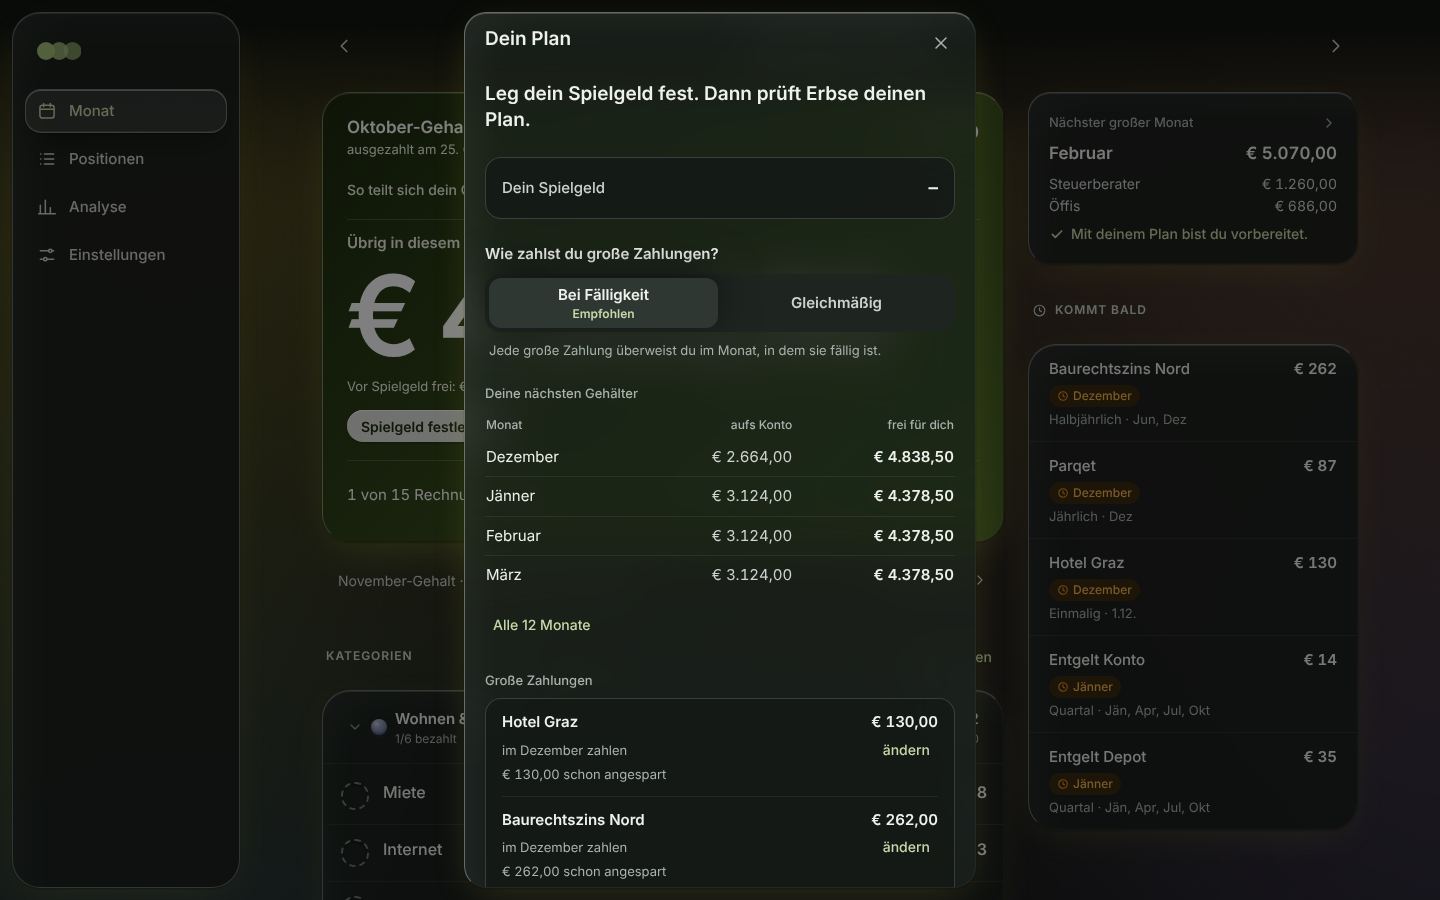 Monat
Positionen
Analyse
Einstellungen
Oktober-Geha
ausgezahlt am 25.
So teilt sich dein
Übrig in diesem
€ 4
Vor Spielgeld frei: €
Spielgeld festle
1 von 15 Rechnu
November-Gehalt ·
KATEGORIEN
en
Wohnen &
1/6 bezahlt
Miete
8
Internet
3
Dein Plan
Leg dein Spielgeld fest. Dann prüft Erbse deinen
Plan.
Dein Spielgeld –
Wie zahlst du große Zahlungen?
Bei Fälligkeit
Empfohlen
Gleichmäßig
Jede große Zahlung überweist du im Monat, in dem sie fällig ist.
Deine nächsten Gehälter
Monat aufs Konto frei für dich
Dezember € 2.664,00 € 4.838,50
Jänner € 3.124,00 € 4.378,50
Februar € 3.124,00 € 4.378,50
März € 3.124,00 € 4.378,50
Alle 12 Monate
Große Zahlungen
Hotel Graz € 130,00
im Dezember zahlen ändern
€ 130,00 schon angespart
Baurechtszins Nord € 262,00
im Dezember zahlen ändern
€ 262,00 schon angespart
Nächster großer Monat
Februar € 5.070,00
Steuerberater € 1.260,00
Öffis € 686,00
Mit deinem Plan bist du vorbereitet.
KOMMT BALD
Baurechtszins Nord € 262
Dezember
Halbjährlich · Jun, Dez
Parqet € 87
Dezember
Jährlich · Dez
Hotel Graz € 130
Dezember
Einmalig · 1.12.
Entgelt Konto € 14
Jänner
Quartal · Jän, Apr, Jul, Okt
Entgelt Depot € 35
Jänner
Quartal · Jän, Apr, Jul, Okt